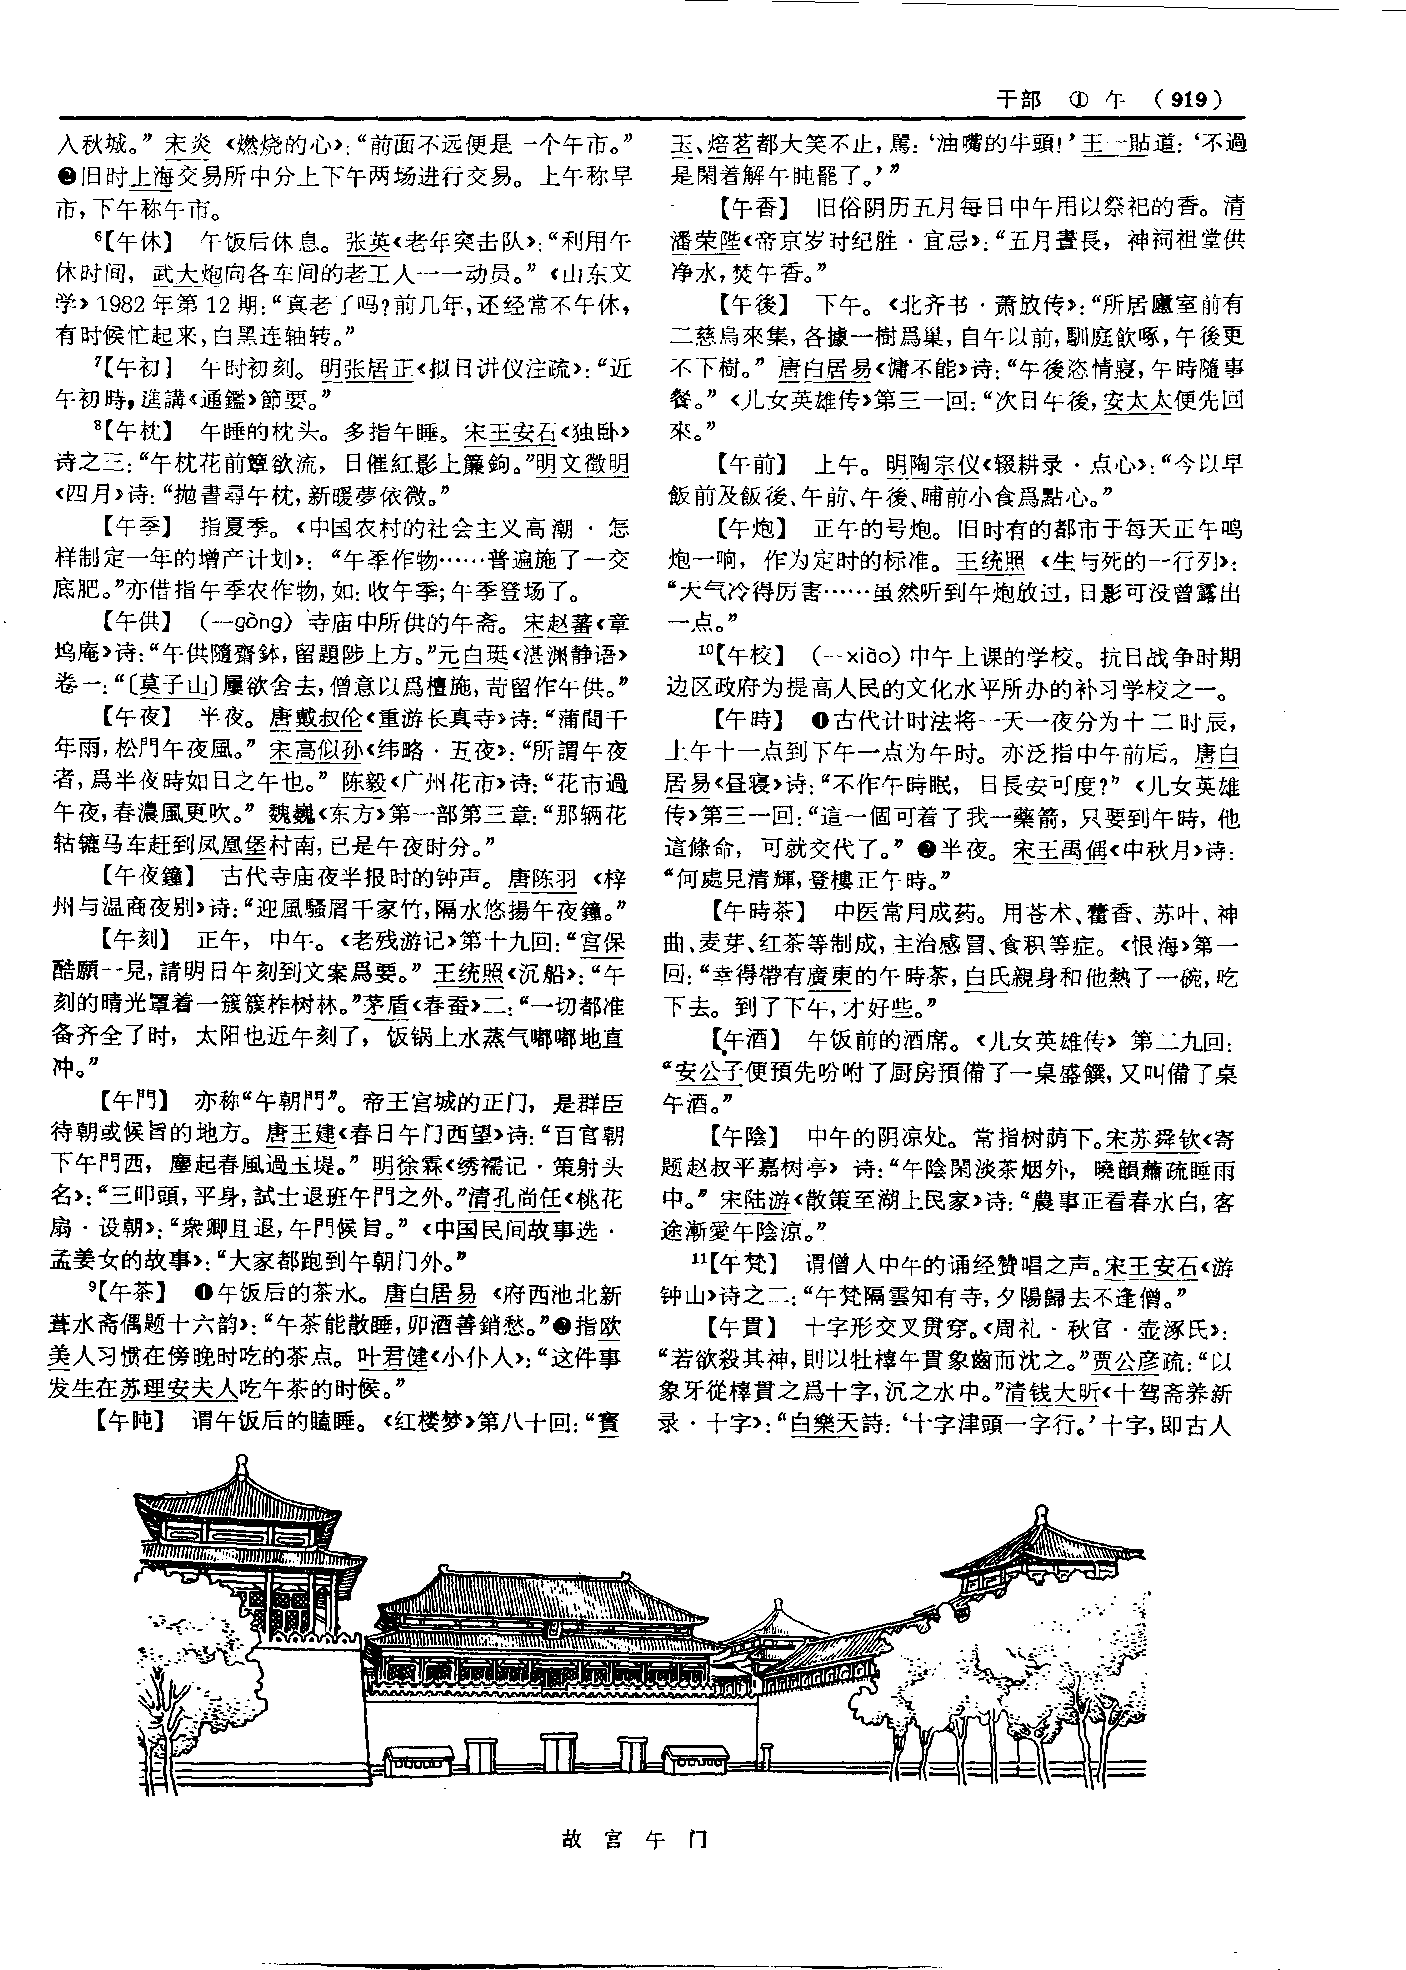 干部 ① 午 （919）
入秋城。”宋炎《燃烧的心》：“前面不远便是一个午市。”
❷旧时上海交易所中分上下午两场进行交易。上午称早
市，下午称午市。
⁶【午休】 午饭后休息。张英《老年突击队》：“利用午
休时间，武大炮向各车间的老工人一一动员。”《山东文
学》1982年第12期：“真老了吗？前几年，还经常不午休，
有时候忙起来，白黑连轴转。”
⁷【午初】 午时初刻。明张居正《拟日讲仪注疏》：“近
午初時，進講《通鑑》節要。”
⁸【午枕】 午睡的枕头。多指午睡。宋王安石《独卧》
诗之三：“午枕花前簟欲流，日催紅影上簾鉤。”明文徵明
《四月》诗：“抛書尋午枕，新暖夢依微。”
【午季】 指夏季。《中国农村的社会主义高潮·怎
样制定一年的增产计划》：“午季作物……普遍施了一交
底肥。”亦借指午季农作物，如：收午季；午季登场了。
【午供】 （—gòng）寺庙中所供的午斋。宋赵蕃《章
坞庵》诗：“午供隨齋鉢，留題陟上方。”元白珽《湛渊静语》
卷一：“〔莫子山〕屢欲舍去，僧意以爲檀施，苛留作午供。”
【午夜】 半夜。唐戴叔伦《重游长真寺》诗：“蒲間千
年雨，松門午夜風。”宋高似孙《纬略·五夜》：“所謂午夜
者，爲半夜時如日之午也。”陈毅《广州花市》诗：“花市過
午夜，春濃風更吹。”魏巍《东方》第一部第三章：“那辆花
轱辘马车赶到凤凰堡村南，已是午夜时分。”
【午夜鐘】 古代寺庙夜半报时的钟声。唐陈羽《梓
州与温商夜别》诗：“迎風騷屑千家竹，隔水悠揚午夜鐘。”
【午刻】 正午，中午。《老残游记》第十九回：“宫保
酷願一見，請明日午刻到文案爲要。”王统照《沉船》：“午
刻的晴光罩着一簇簇柞树林。”茅盾《春蚕》二：“一切都准
备齐全了时，太阳也近午刻了，饭锅上水蒸气嘟嘟地直
冲。”
【午門】 亦称“午朝門”。帝王宫城的正门，是群臣
待朝或候旨的地方。唐王建《春日午门西望》诗：“百官朝
下午門西，塵起春風過玉堤。”明徐霖《绣襦记·策射头
名》：“三叩頭，平身，試士退班午門之外。”清孔尚任《桃花
扇·设朝》：“衆卿且退，午門候旨。”《中国民间故事选·
孟姜女的故事》：“大家都跑到午朝门外。”
⁹【午茶】 ❶午饭后的茶水。唐白居易《府西池北新
葺水斋偶题十六韵》：“午茶能散睡，卯酒善銷愁。”❷指欧
美人习惯在傍晚时吃的茶点。叶君健《小仆人》：“这件事
发生在苏理安夫人吃午茶的时候。”
【午盹】 谓午饭后的瞌睡。《红楼梦》第八十回：“寳
玉、焙茗都大笑不止，駡：‘油嘴的牛頭！’王一貼道：‘不過
是閑着解午盹罷了。’”
【午香】 旧俗阴历五月每日中午用以祭祀的香。清
潘荣陛《帝京岁时纪胜·宜忌》：“五月晝長，神祠祖堂供
净水，焚午香。”
【午後】 下午。《北齐书·萧放传》：“所居廬室前有
二慈烏來集，各據一樹爲巢，自午以前，馴庭飲啄，午後更
不下樹。”唐白居易《慵不能》诗：“午後恣情寢，午時隨事
餐。”《儿女英雄传》第三一回：“次日午後，安太太便先回
來。”
【午前】 上午。明陶宗仪《辍耕录·点心》：“今以早
飯前及飯後、午前、午後、晡前小食爲點心。”
【午炮】 正午的号炮。旧时有的都市于每天正午鸣
炮一响，作为定时的标准。王统照《生与死的一行列》：
“天气冷得厉害……虽然听到午炮放过，日影可没曾露出
一点。”
¹⁰【午校】 （—xiào）中午上课的学校。抗日战争时期
边区政府为提高人民的文化水平所办的补习学校之一。
【午時】 ❶古代计时法将一天一夜分为十二时辰，
上午十一点到下午一点为午时。亦泛指中午前后。唐白
居易《昼寝》诗：“不作午時眠，日長安可度？”《儿女英雄
传》第三一回：“這一個可着了我一藥箭，只要到午時，他
這條命，可就交代了。”❷半夜。宋王禹偁《中秋月》诗：
“何處見清輝，登樓正午時。”
【午時茶】 中医常用成药。用苍术、藿香、苏叶、神
曲、麦芽、红茶等制成，主治感冒、食积等症。《恨海》第一
回：“幸得帶有廣東的午時茶，白氏親身和他熱了一碗，吃
下去。到了下午，才好些。”
【午酒】 午饭前的酒席。《儿女英雄传》第二九回：
“安公子便預先吩咐了厨房預備了一桌盛饌，又叫備了桌
午酒。”
【午陰】 中午的阴凉处。常指树荫下。宋苏舜钦《寄
题赵叔平嘉树亭》诗：“午陰閑淡茶烟外，曉韻蕭疏睡雨
中。”宋陆游《散策至湖上民家》诗：“農事正看春水白，客
途漸愛午陰涼。”
¹¹【午梵】 谓僧人中午的诵经赞唱之声。宋王安石《游
钟山》诗之二：“午梵隔雲知有寺，夕陽歸去不逢僧。”
【午貫】 十字形交叉贯穿。《周礼·秋官·壶涿氏》：
“若欲殺其神，則以牡橭午貫象齒而沈之。”贾公彦疏：“以
象牙從橭貫之爲十字，沉之水中。”清钱大昕《十驾斋养新
录·十字》：“白樂天詩：‘十字津頭一字行。’十字，即古人
故宫午门